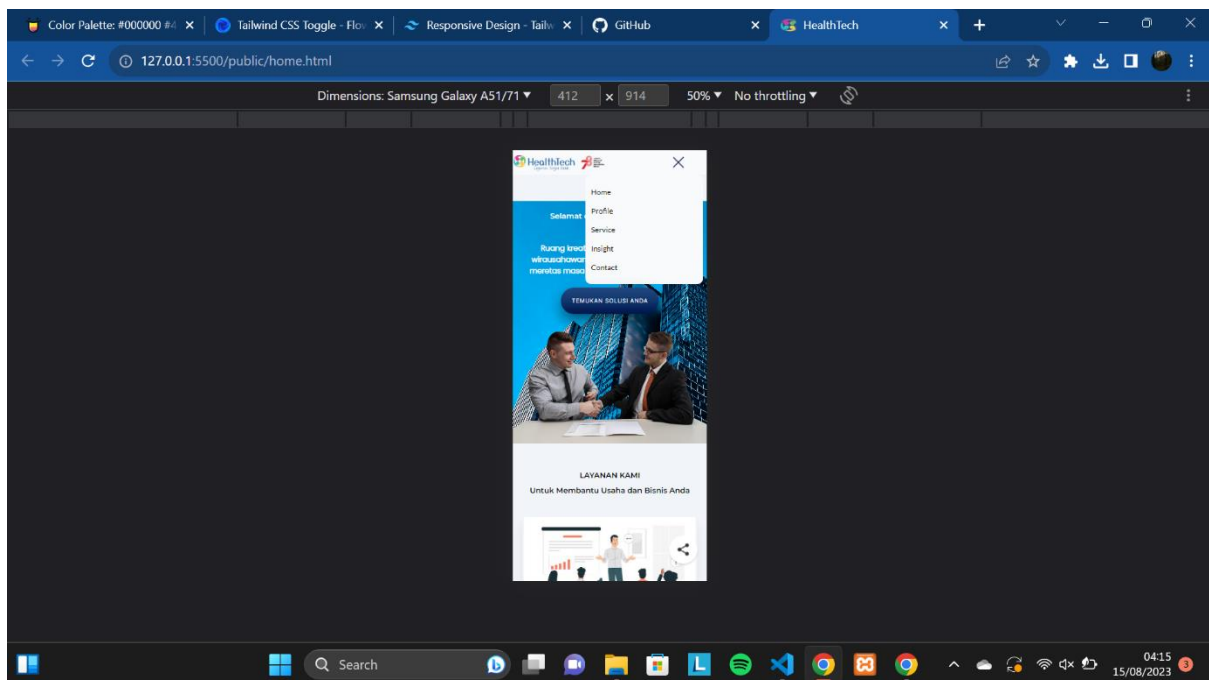 Color Palette: #000000 #4
Tailwind CSS Toggle - Flov
Responsive Design - Tailw
GitHub
HealthTech
127.0.0.1:5500/public/home.html
Dimensions: Samsung Galaxy A51/71
412 x 914
50%
No throttling
HealthTech
Home
Selamat
Profile
Service
Ruang kreat
Insight
wirausahawan
meretas masa
Contact
TEMUKAN SOLUSI ANDA
LAYANAN KAMI
Untuk Membantu Usaha dan Bisnis Anda
Search
04:15
15/08/2023
3